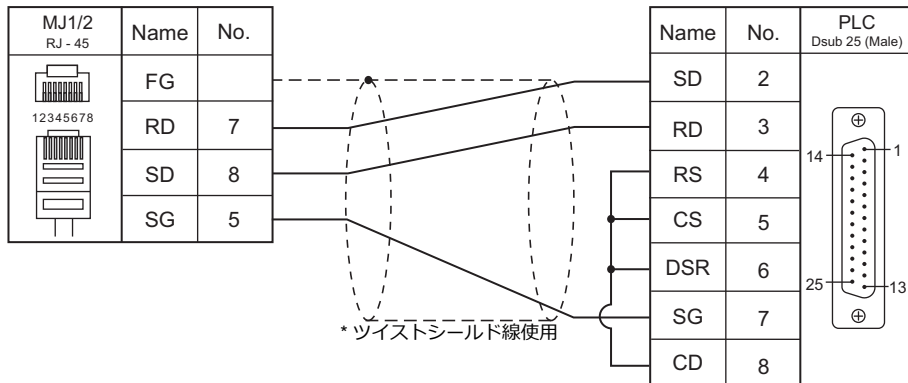 MJ1/2
RJ - 45
Name No.
12345678
FG
RD 7
SD 8
SG 5
* ツイストシールド線使用
Name No.
PLC
Dsub 25 (Male)
SD 2
RD 3
RS 4
CS 5
DSR 6
SG 7
CD 8
14 1
25 13